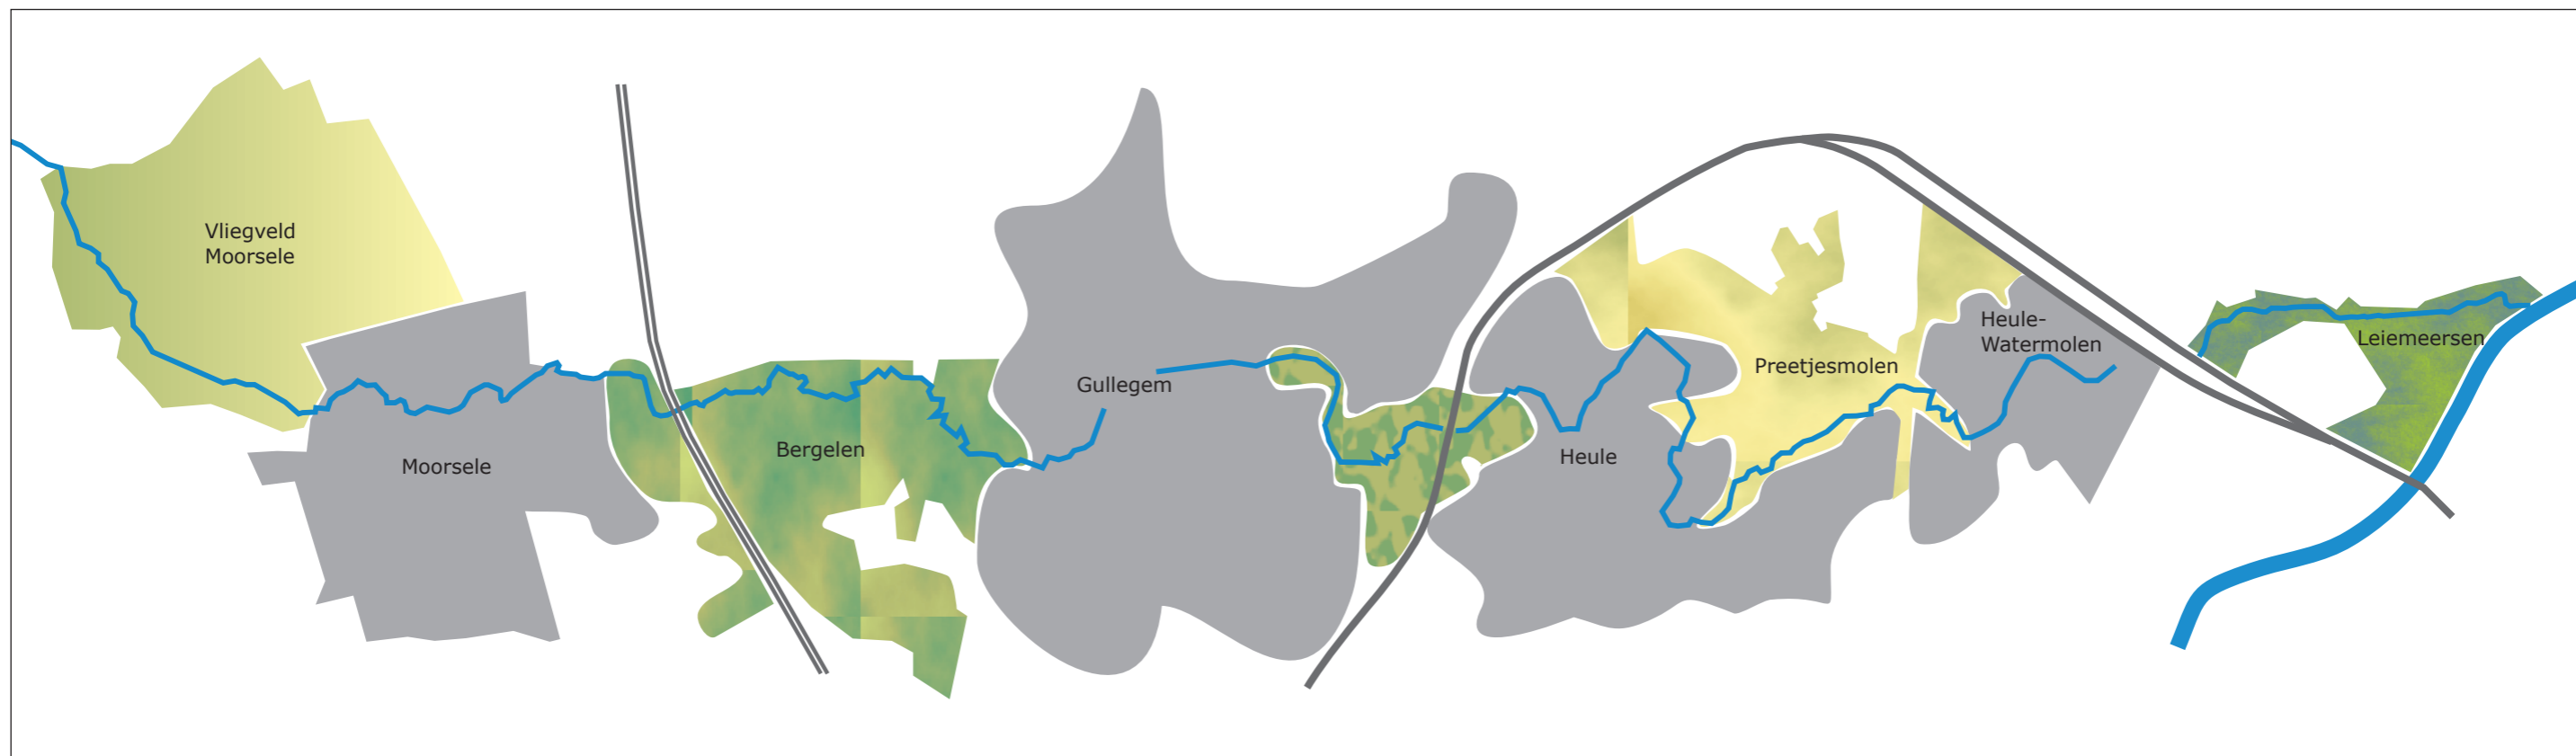 Vliegveld
Moorsele
Moorsele
Bergelen
Gullegem
Heule
Preetjesmolen
Heule-
Watermolen
Leiemeersen